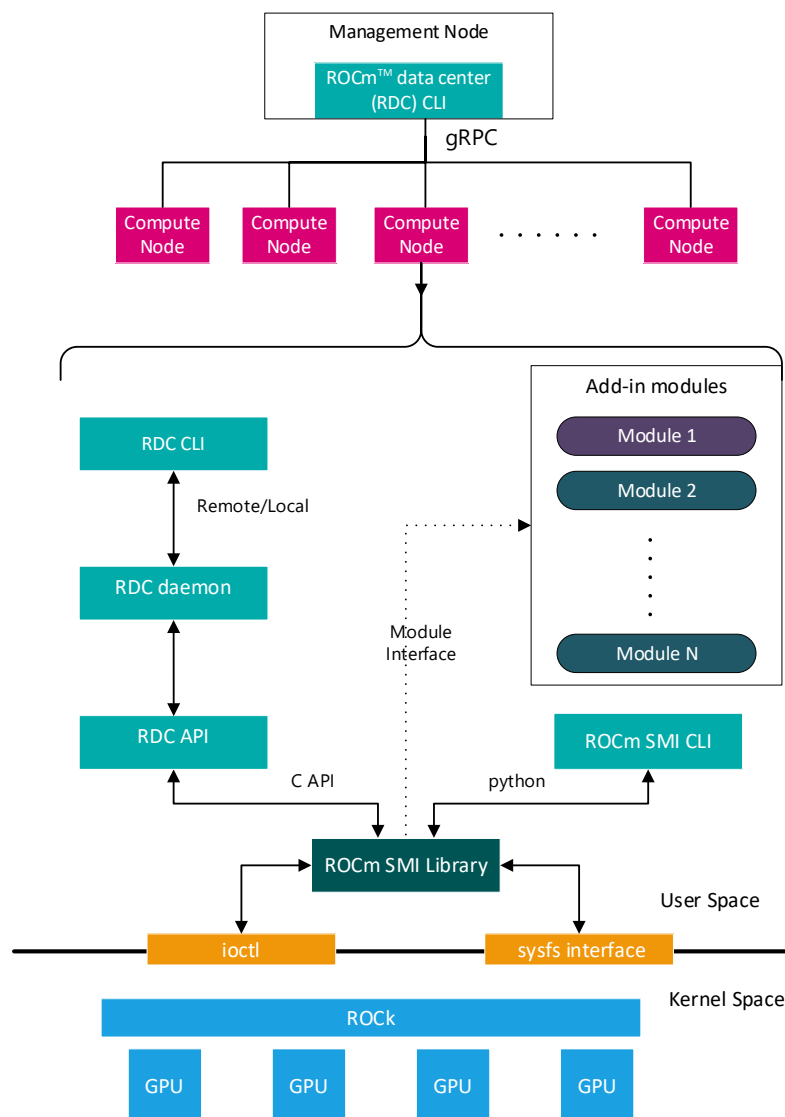 Management Node
ROCm™ data center
(RDC) CLI
gRPC
Compute
Node
Compute
Node
Compute
Node
. . . . . .
Compute
Node
Add-in modules
Module 1
Module 2
Module N
RDC CLI
Remote/Local
RDC daemon
Module
Interface
RDC API
ROCm SMI CLI
C API
python
ROCm SMI Library
User Space
ioctl
sysfs interface
Kernel Space
ROCk
GPU
GPU
GPU
GPU